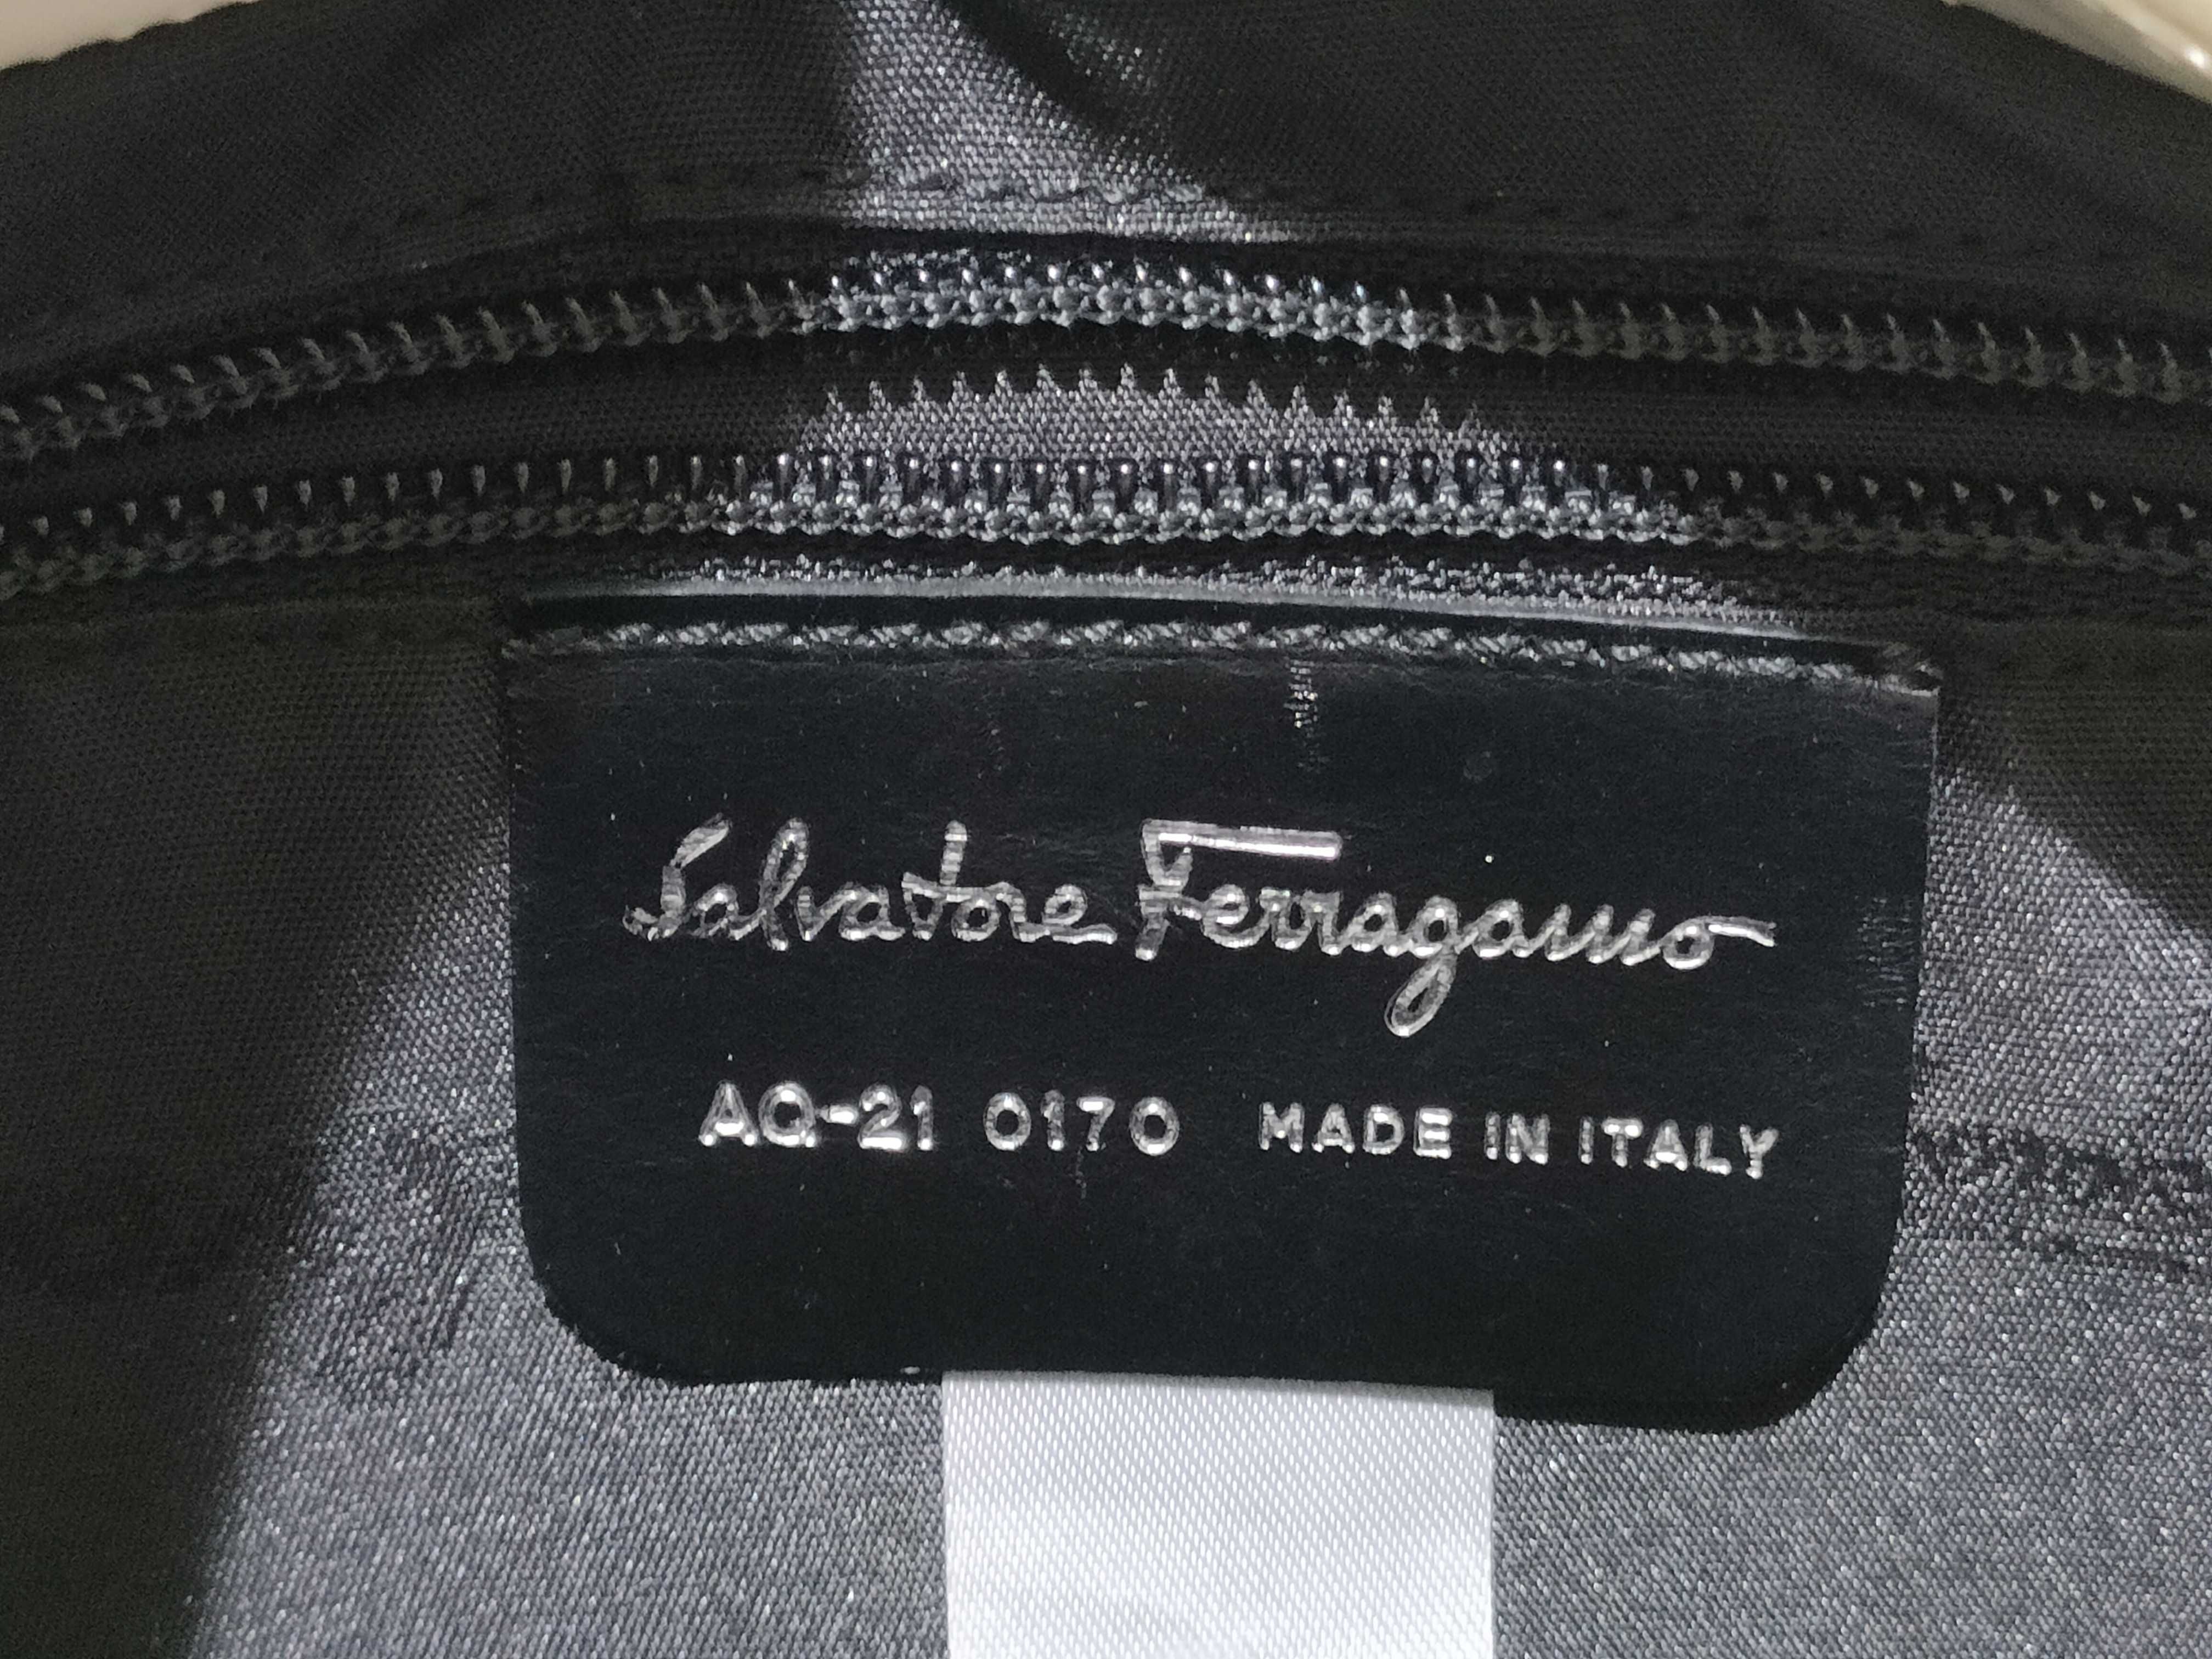 Salvatore Ferragamo
AQ-21 0170 MADE IN ITALY